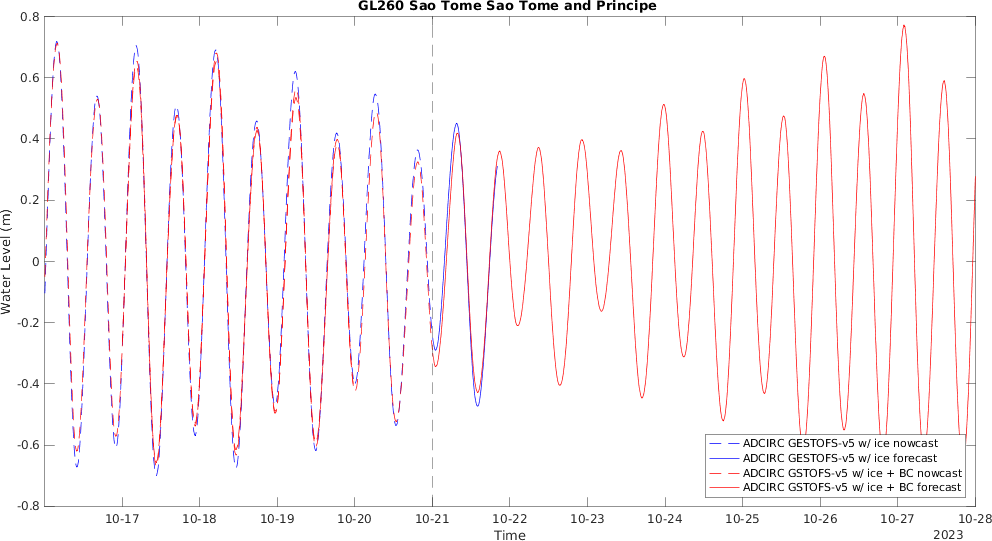 GL260 Sao Tome Sao Tome and Principe
Water Level (m)
0.8
0.6
0.4
0.2
0
-0.2
-0.4
-0.6
-0.8
ADCIRC GESTOFS-v5 w/ ice nowcast
ADCIRC GESTOFS-v5 w/ ice forecast
ADCIRC GSTOFS-v5 w/ ice + BC nowcast
ADCIRC GSTOFS-v5 w/ ice + BC forecast
10-17 10-18 10-19 10-20 10-21 10-22 10-23 10-24 10-25 10-26 10-27 10-28
Time
2023